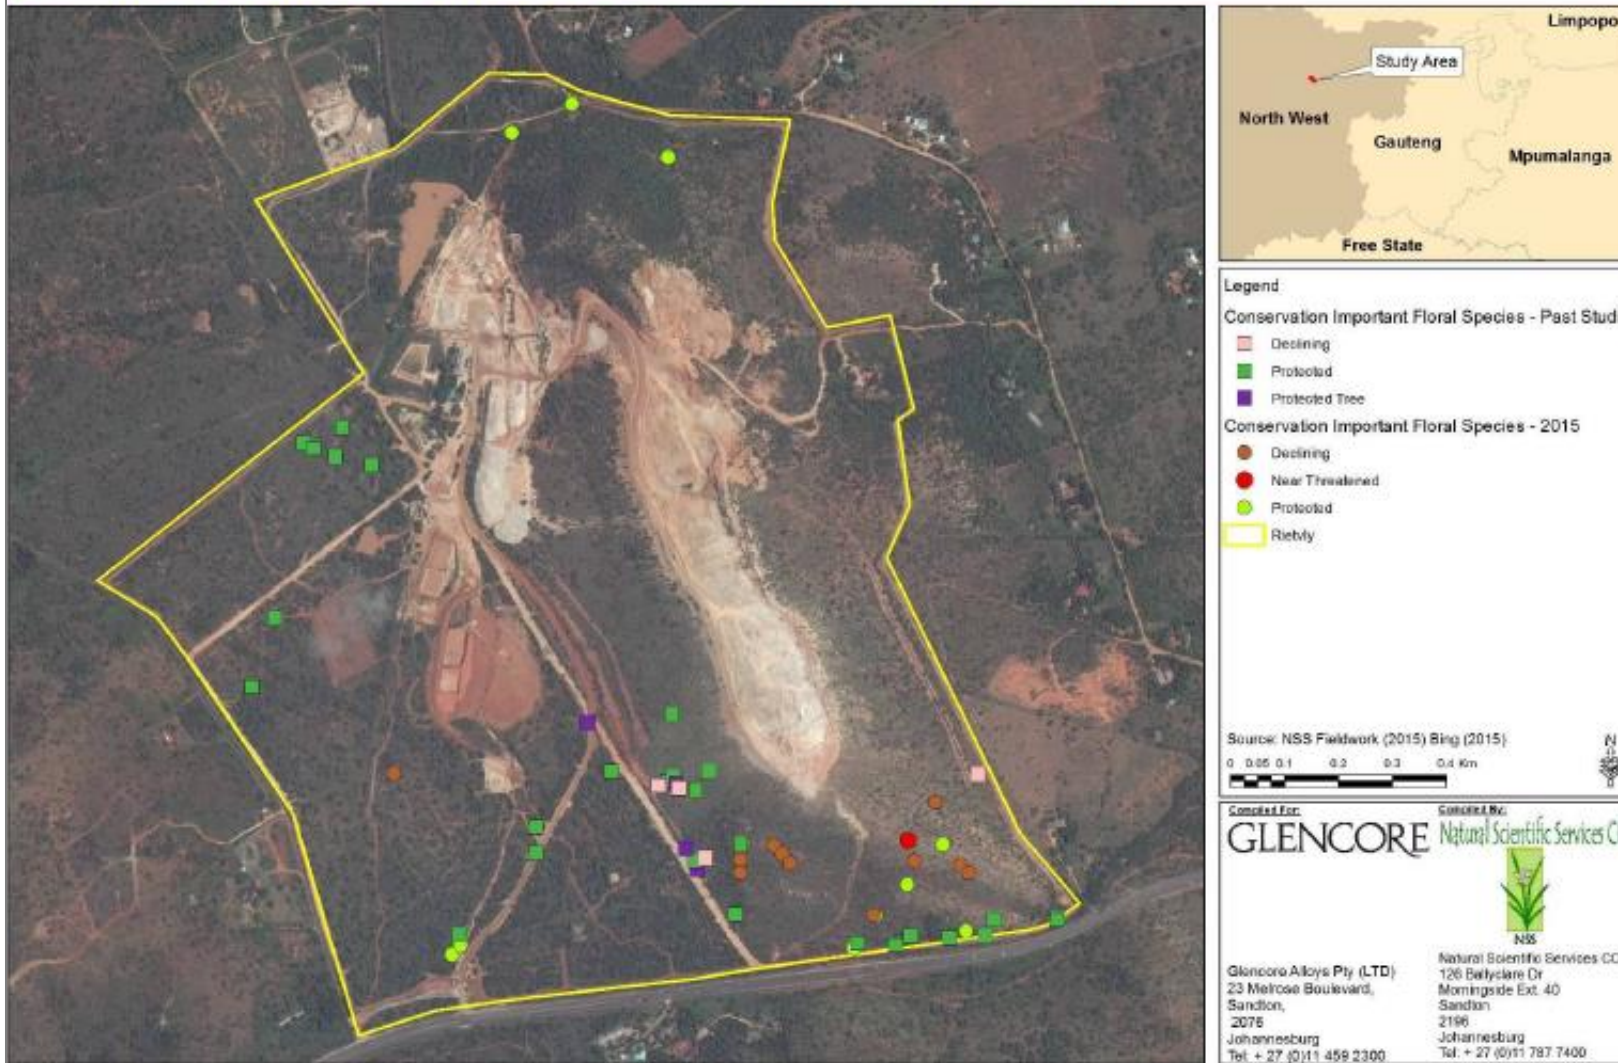 Limpopo
Study Area
North West
Gauteng
Mpumalanga
Free State
Legend
Conservation Important Floral Species - Past Studi
Declining
Protected
Protected Tree
Conservation Important Floral Species - 2015
Declining
Near Threatened
Protected
Rietvly
Source: NSS Fieldwork (2015) Bing (2015)
N
0 0.05 0.1 0.2 0.3 0.4 Km
Compiled For:
GLENCORE
Glencore Alloys Pty (LTD)
23 Melrose Boulevard,
Sandton,
2076
Johannesburg
Tel: + 27 (0)11 459 2300
Compiled By:
Natural Scientific Services C
NSS
Natural Scientific Services CC
126 Ballyclare Dr
Morningside Ext. 40
Sandton
2196
Johannesburg
Tel: + 27 (0)11 787 7400